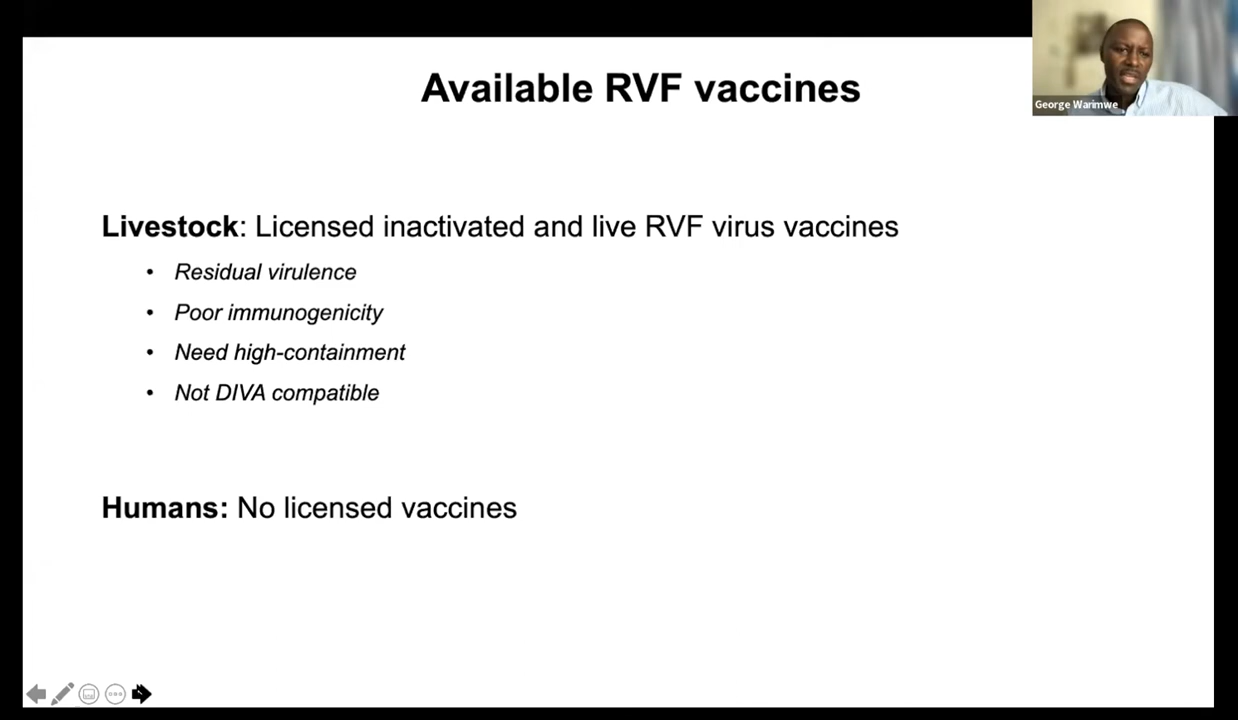 Available RVF vaccines
George Warimwe
Livestock: Licensed inactivated and live RVF virus vaccines
• Residual virulence
• Poor immunogenicity
• Need high-containment
• Not DIVA compatible
Humans: No licensed vaccines